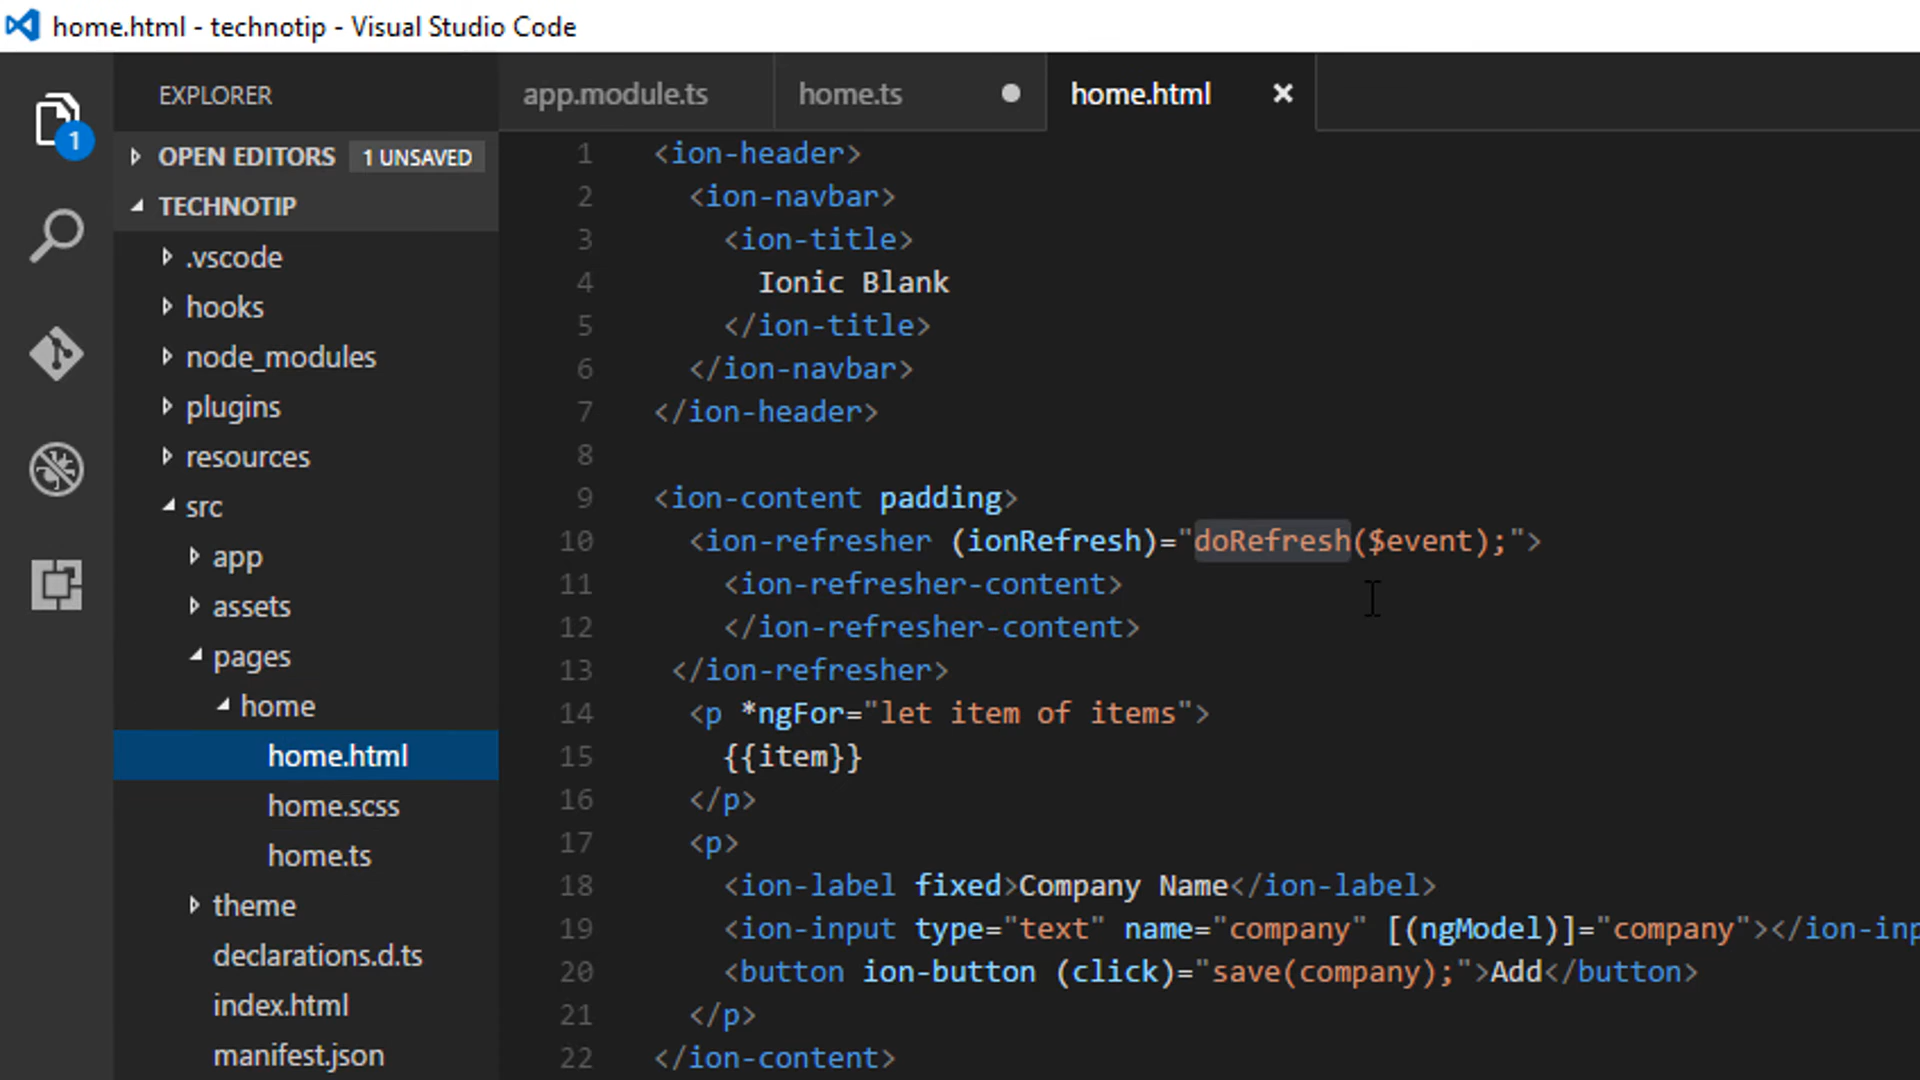 home.html - technotip - Visual Studio Code
EXPLORER
1
OPEN EDITORS 1 UNSAVED
TECHNOTIP
.vscode
hooks
node_modules
plugins
resources
src
app
assets
pages
home
home.html
home.scss
home.ts
theme
declarations.d.ts
index.html
manifest.json
app.module.ts home.ts home.html
1 <ion-header>
2 <ion-navbar>
3 <ion-title>
4 Ionic Blank
5 </ion-title>
6 </ion-navbar>
7 </ion-header>
8
9 <ion-content padding>
10 <ion-refresher (ionRefresh)="doRefresh($event);">
11 <ion-refresher-content>
12 </ion-refresher-content>
13 </ion-refresher>
14 <p *ngFor="let item of items">
15 {{item}}
16 </p>
17 <p>
18 <ion-label fixed>Company Name</ion-label>
19 <ion-input type="text" name="company" [(ngModel)]="company"></ion-inp
20 <button ion-button (click)="save(company);">Add</button>
21 </p>
22 </ion-content>